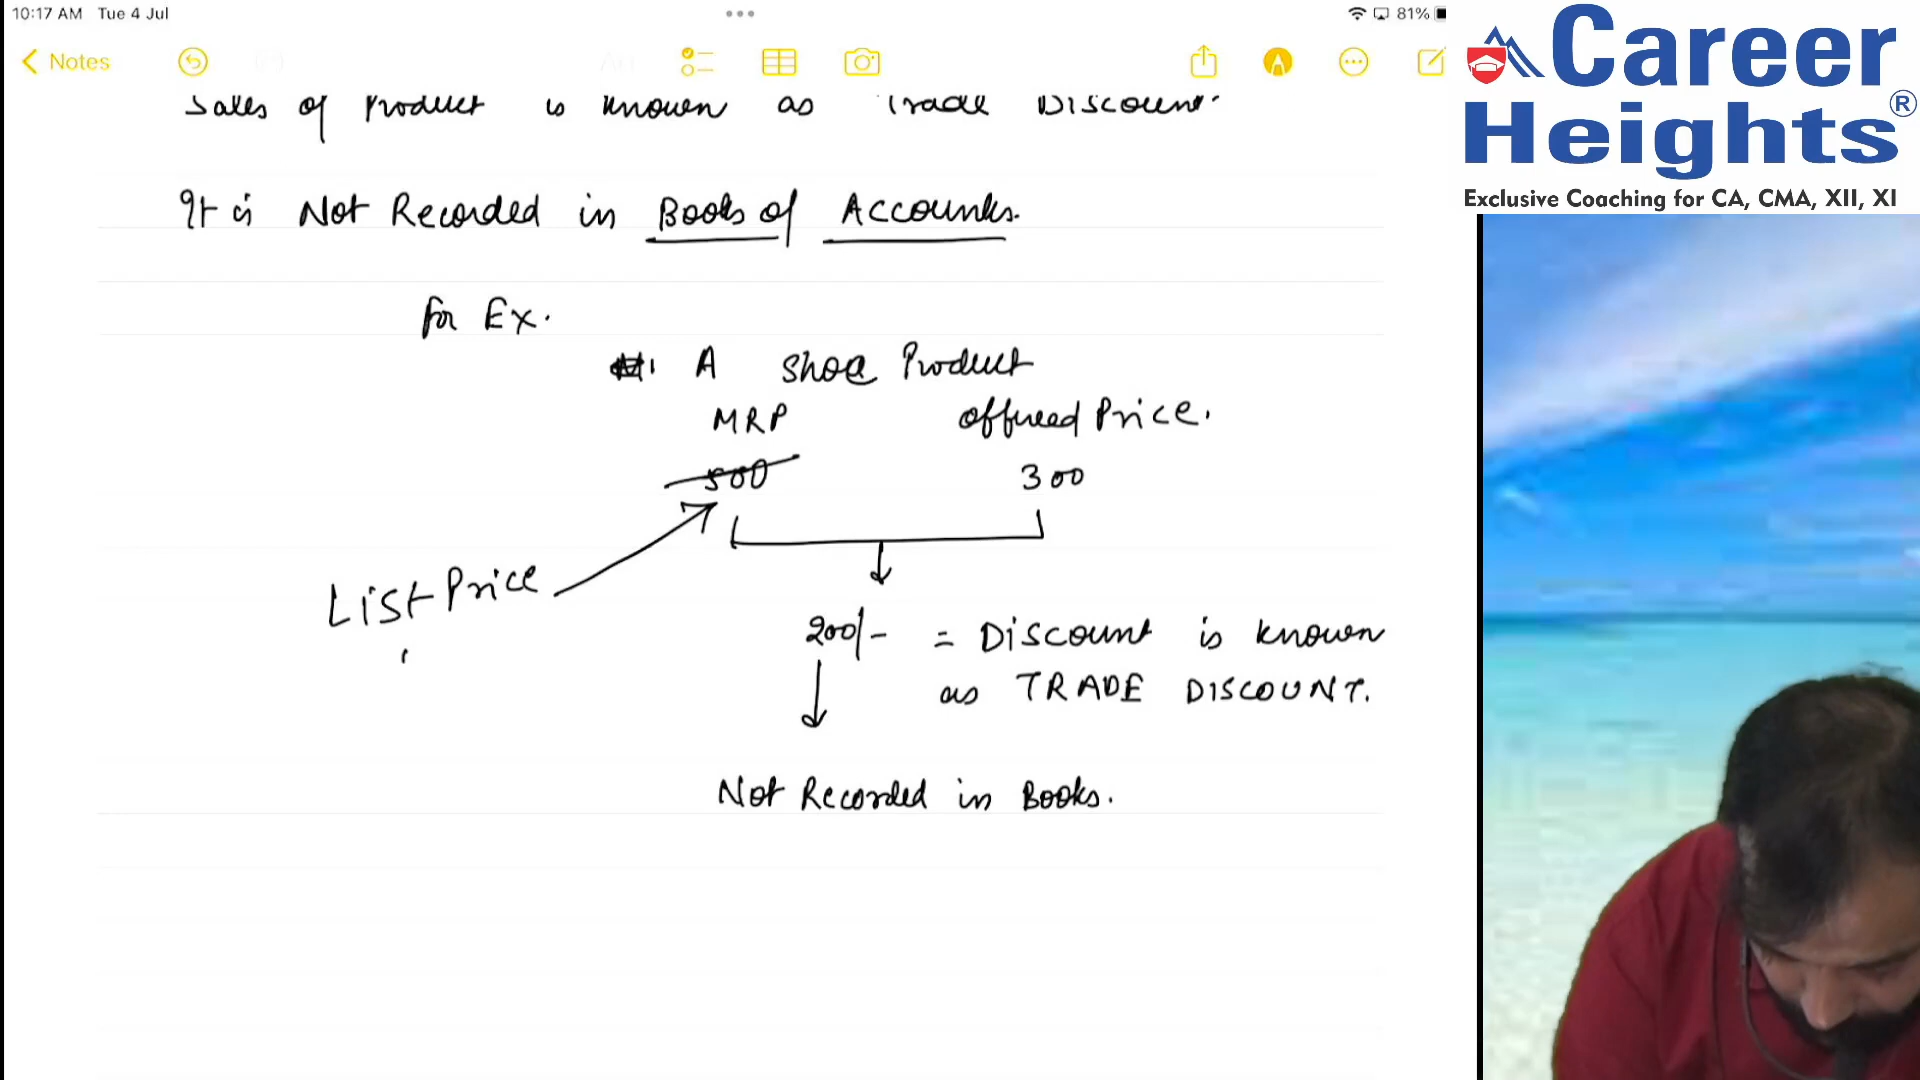 10:17 AM Tue 4 Jul
81%
Notes
Sales of Product is known as Trade Discount.
It is Not Recorded in Books of Accounts.
for Ex.
A Shoe Product
MRP offered Price.
500 300
List Price
200/- = Discount is known
as TRADE DISCOUNT.
Not Recorded in Books.
Career
Heights®
Exclusive Coaching for CA, CMA, XII, XI